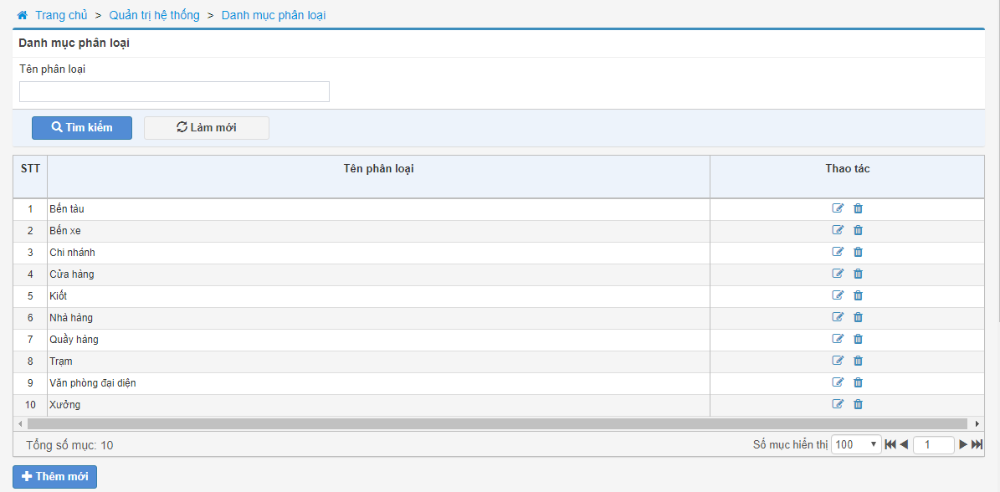 Trang chủ > Quản trị hệ thống > Danh mục phân loại
Danh mục phân loại
Tên phân loại
Tìm kiếm Làm mới
STT Tên phân loại Thao tác
1 Bến tàu
2 Bến xe
3 Chi nhánh
4 Cửa hàng
5 Kiốt
6 Nhà hàng
7 Quầy hàng
8 Trạm
9 Văn phòng đại diện
10 Xưởng
Tổng số mục: 10 Số mục hiển thị 100 1
Thêm mới